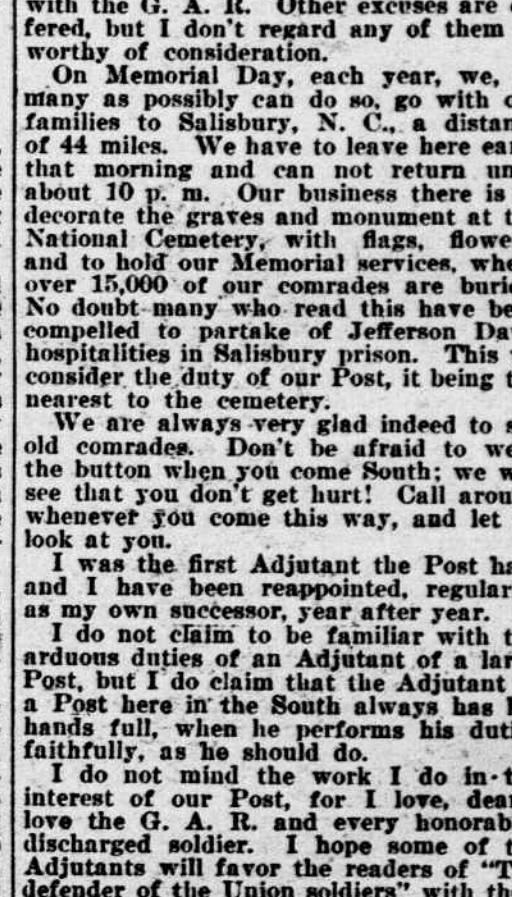 with the G. A. R. Other excuses are
fered, but I don't regard any of them
worthy of consideration.
On Memorial Day, each year, we,
many as possibly can do so, go with
families to Salisbury, N. C., a distan
of 44 miles. We have to leave here ear
that morning and can not return un
about 10 p. m. Our business there is
decorate the graves and monument at t
National Cemetery, with flags, flowe
and to hold our Memorial services, whe
over 15,000 of our comrades are burie
No doubt many who read this have be
compelled to partake of Jefferson Da
hospitalities in Salisbury prison. This
consider the duty of our Post, it being t
nearest to the cemetery.
We are always very glad indeed to s
old comrades. Don't be afraid to we
the button when you come South; we w
see that you don't get hurt! Call arou
whenever you come this way, and let
look at you.
I was the first Adjutant the Post ha
and I have been reappointed, regular
as my own successor, year after year.
I do not claim to be familiar with t
arduous duties of an Adjutant of a lar
Post, but I do claim that the Adjutant
a Post here in the South always has h
hands full, when he performs his duti
faithfully, as he should do.
I do not mind the work I do in t
interest of our Post, for I love, dear
love the G. A. R. and every honorab
discharged soldier. I hope some of t
Adjutants will favor the readers of "T
defender of the Union soldiers" with the